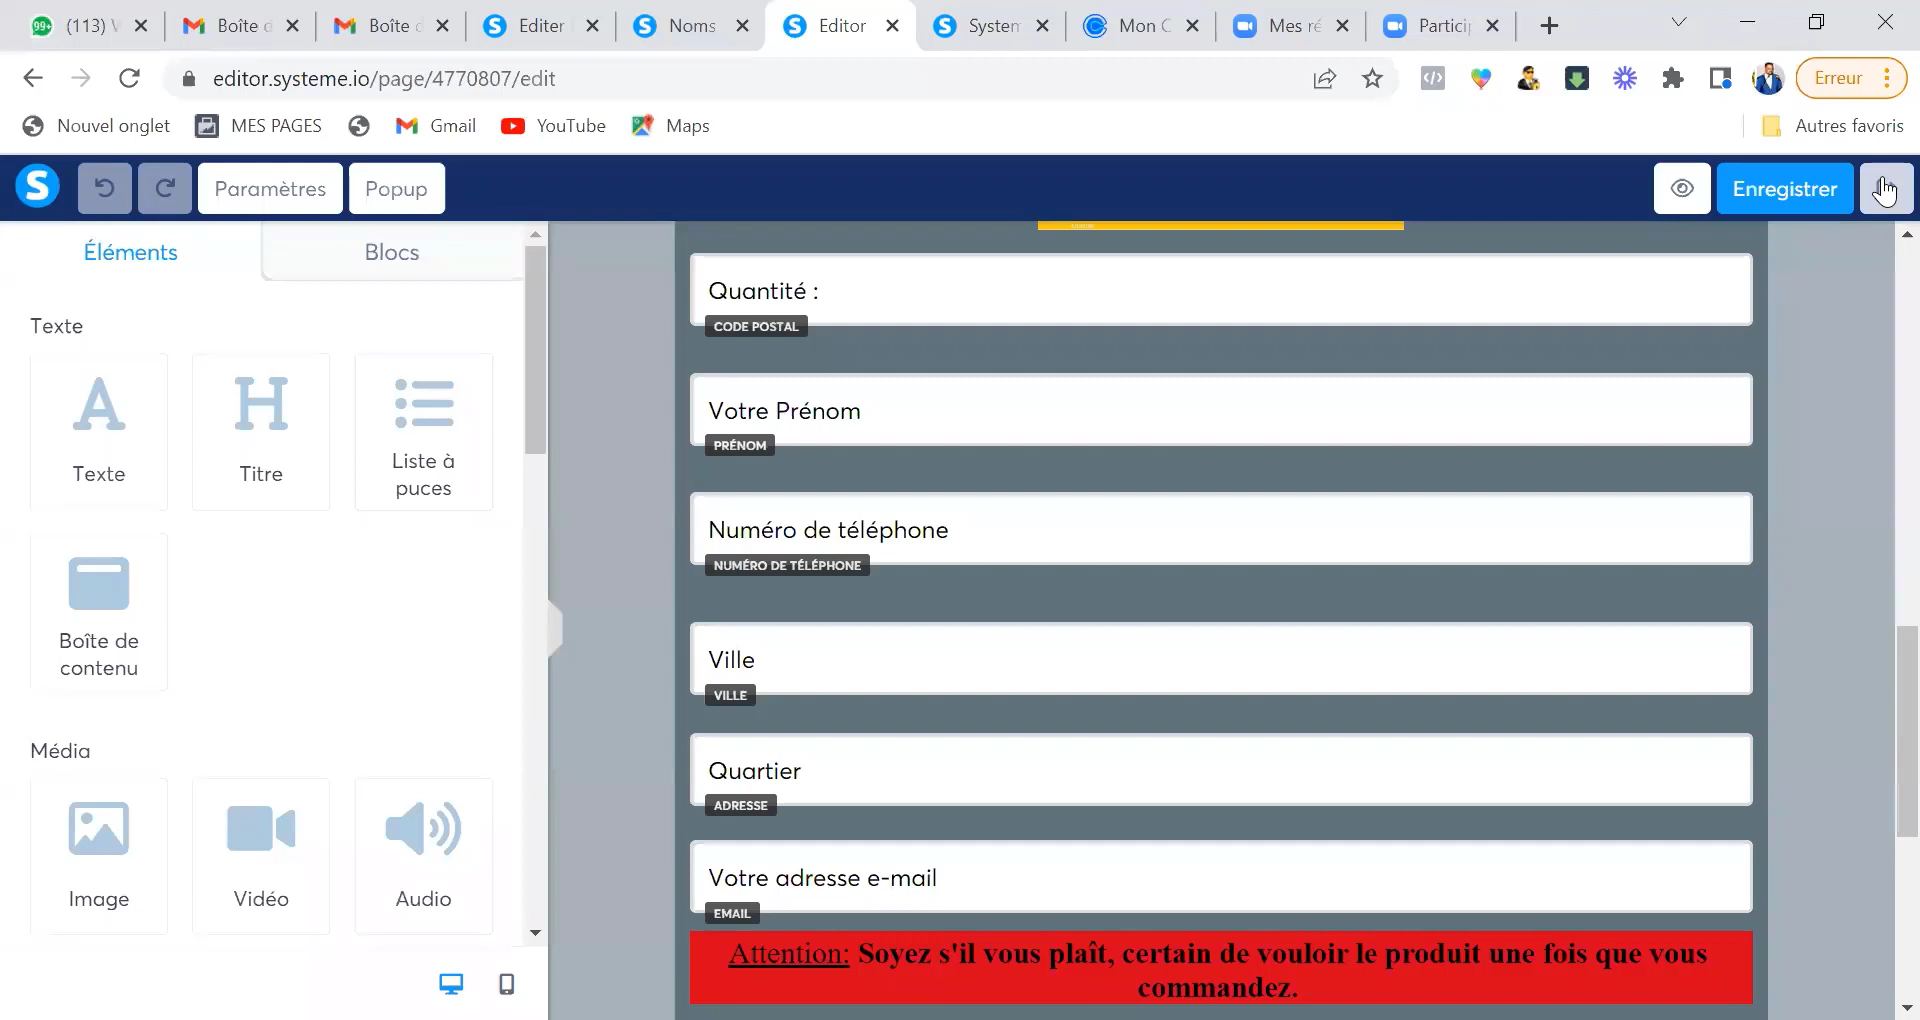 99+
(113)
Boîte
Boîte
Editer
Noms
Editor
System
Mon
Mes
Partici
editor.systeme.io/page/4770807/edit
Erreur
Nouvel onglet
MES PAGES
Gmail
YouTube
Maps
Autres favoris
S
Paramètres
Popup
Enregistrer
Éléments
Blocs
Texte
A
Texte
H
Titre
Liste à
puces
Boîte de
contenu
Média
Image
Vidéo
Audio
Quantité :
CODE POSTAL
Votre Prénom
PRÉNOM
Numéro de téléphone
NUMÉRO DE TÉLÉPHONE
Ville
VILLE
Quartier
ADRESSE
Votre adresse e-mail
EMAIL
Attention: Soyez s'il vous plaît, certain de vouloir le produit une fois que vous
commandez.